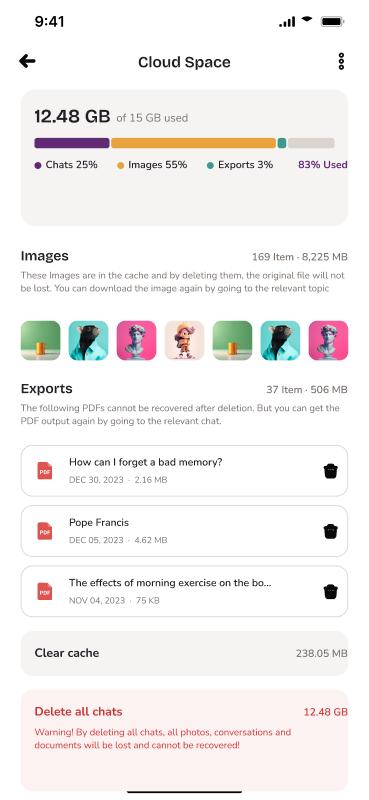 9:41
Cloud Space
12.48 GB of 15 GB used
Chats 25% Images 55% Exports 3% 83% Used
Images 169 Item · 8,225 MB
These Images are in the cache and by deleting them, the original file will not
be lost. You can download the image again by going to the relevant topic
Exports 37 Item · 506 MB
The following PDFs cannot be recovered after deletion. But you can get the
PDF output again by going to the relevant chat.
How can I forget a bad memory?
PDF
DEC 30, 2023 · 2.16 MB
Pope Francis
PDF
DEC 05, 2023 · 4.62 MB
The effects of morning exercise on the bo...
PDF
NOV 04, 2023 · 75 KB
Clear cache 238.05 MB
Delete all chats 12.48 GB
Warning! By deleting all chats, all photos, conversations and
documents will be lost and cannot be recovered!